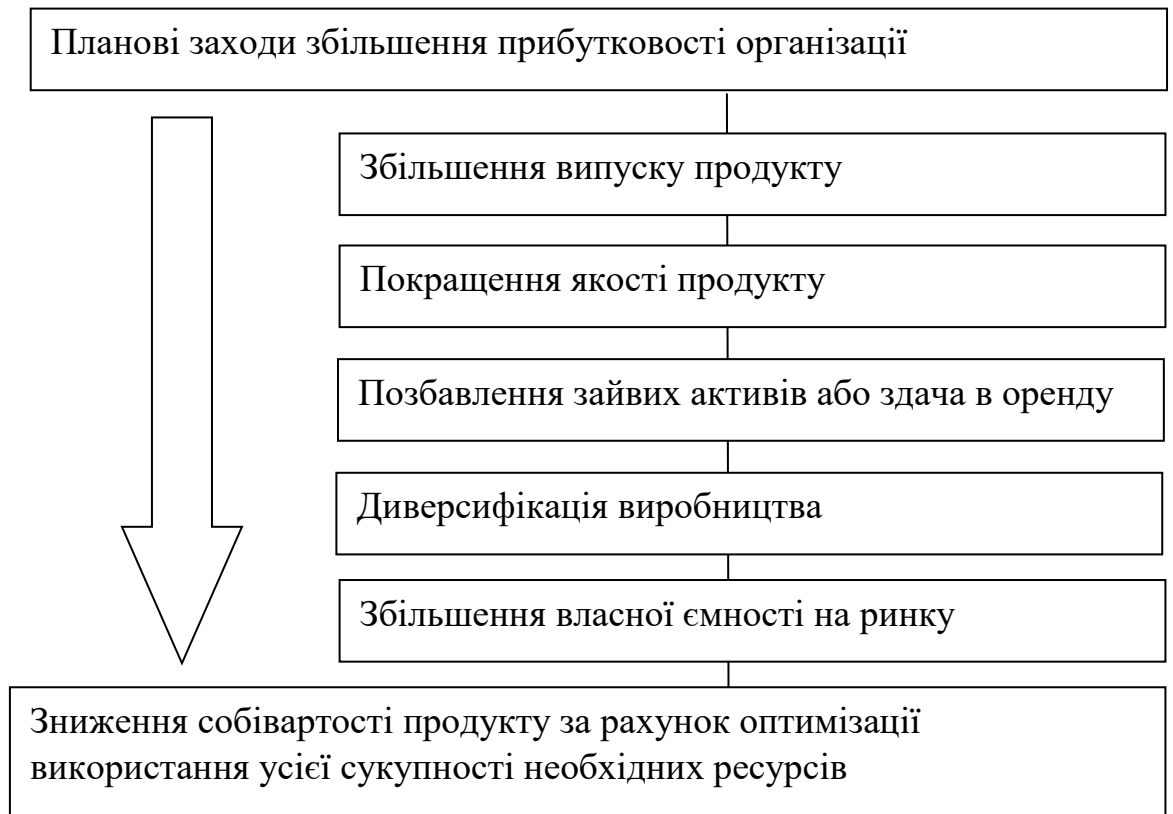 Планові заходи збільшення прибутковості організації
Збільшення випуску продукту
Покращення якості продукту
Позбавлення зайвих активів або здача в оренду
Диверсифікація виробництва
Збільшення власної ємності на ринку
Зниження собівартості продукту за рахунок оптимізації
використання усієї сукупності необхідних ресурсів